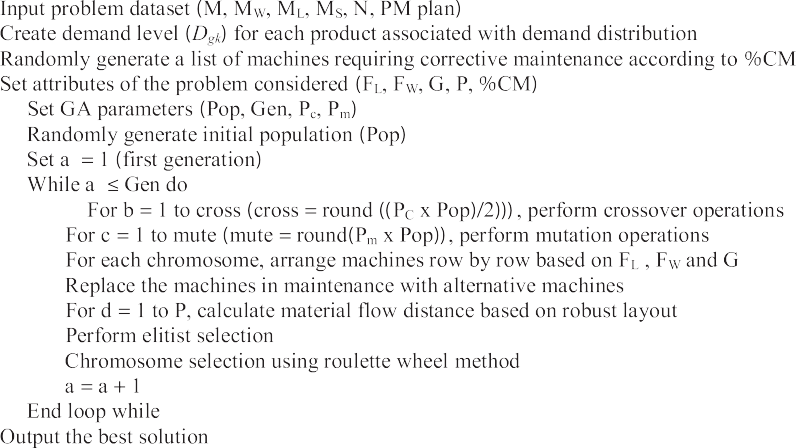 Input problem dataset (M, M_W, M_L, M_S, N, PM plan)
Create demand level (D_gk) for each product associated with demand distribution
Randomly generate a list of machines requiring corrective maintenance according to %CM
Set attributes of the problem considered (F_L, F_W, G, P, %CM)
Set GA parameters (Pop, Gen, P_c, P_m)
Randomly generate initial population (Pop)
Set a = 1 (first generation)
While a ≤ Gen do
For b = 1 to cross (cross = round ((P_C x Pop)/2))), perform crossover operations
For c = 1 to mute (mute = round(P_m x Pop)), perform mutation operations
For each chromosome, arrange machines row by row based on F_L , F_W and G
Replace the machines in maintenance with alternative machines
For d = 1 to P, calculate material flow distance based on robust layout
Perform elitist selection
Chromosome selection using roulette wheel method
a = a + 1
End loop while
Output the best solution